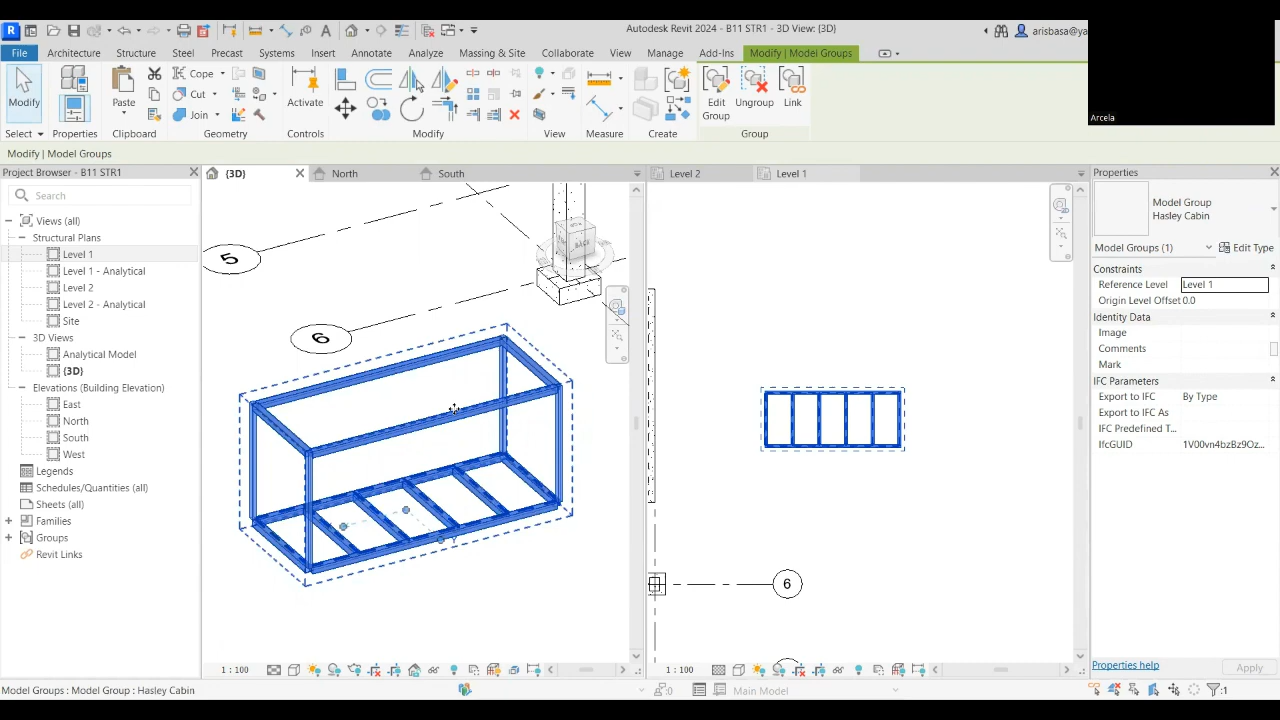 Autodesk Revit 2024 - B11 STR1 - 3D View: {3D}
arisbasa@ya
File Architecture Structure Steel Precast Systems Insert Annotate Analyze Massing & Site Collaborate View Manage Add-ins Modify | Model Groups
Modify
Paste
Cope
Cut
Join
Activate
Edit Group
Ungroup
Link
Select Properties Clipboard Geometry Controls Modify View Measure Create Group
Arcela
Modify | Model Groups
Project Browser - B11 STR1
Search
Views (all)
Structural Plans
Level 1
Level 1 - Analytical
Level 2
Level 2 - Analytical
Site
3D Views
Analytical Model
{3D}
Elevations (Building Elevation)
East
North
South
West
Legends
Schedules/Quantities (all)
Sheets (all)
Families
Groups
Revit Links
{3D} North South
5
6
BACK
1 : 100
Level 2 Level 1
6
1 : 100
Properties
Model Group
Hasley Cabin
Model Groups (1) Edit Type
Constraints
Reference Level Level 1
Origin Level Offset 0.0
Identity Data
Image
Comments
Mark
IFC Parameters
Export to IFC By Type
Export to IFC As
IFC Predefined T...
IfcGUID 1V00vn4bzBz9Oz...
Properties help Apply
Model Groups : Model Group : Hasley Cabin
:0
Main Model
:1